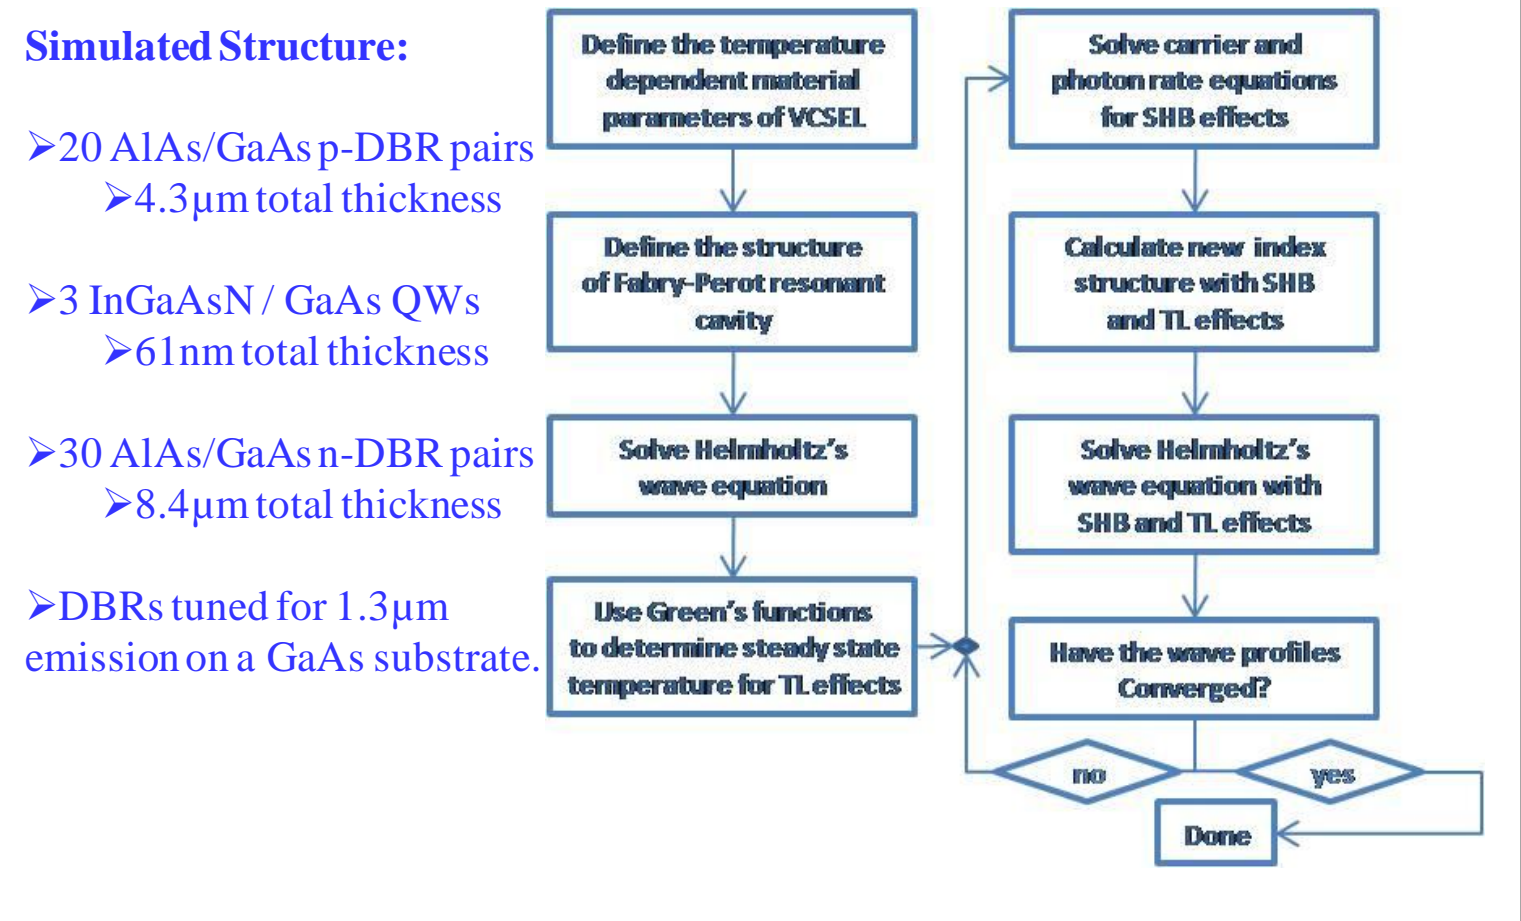 Simulated Structure:
➢20 AlAs/GaAs p-DBR pairs
➢4.3µm total thickness
➢3 InGaAsN / GaAs QWs
➢61nm total thickness
➢30 AlAs/GaAs n-DBR pairs
➢8.4µm total thickness
➢DBRs tuned for 1.3µm
emission on a GaAs substrate.
Define the temperature
dependent material
parameters of VCSEL
Define the structure
of Fabry-Perot resonant
cavity
Solve Helmholtz's
wave equation
Use Green's functions
to determine steady state
temperature for TL effects
Solve carrier and
photon rate equations
for SHB effects
Calculate new index
structure with SHB
and TL effects
Solve Helmholtz's
wave equation with
SHB and TL effects
Have the wave profiles
Converged?
no
yes
Done